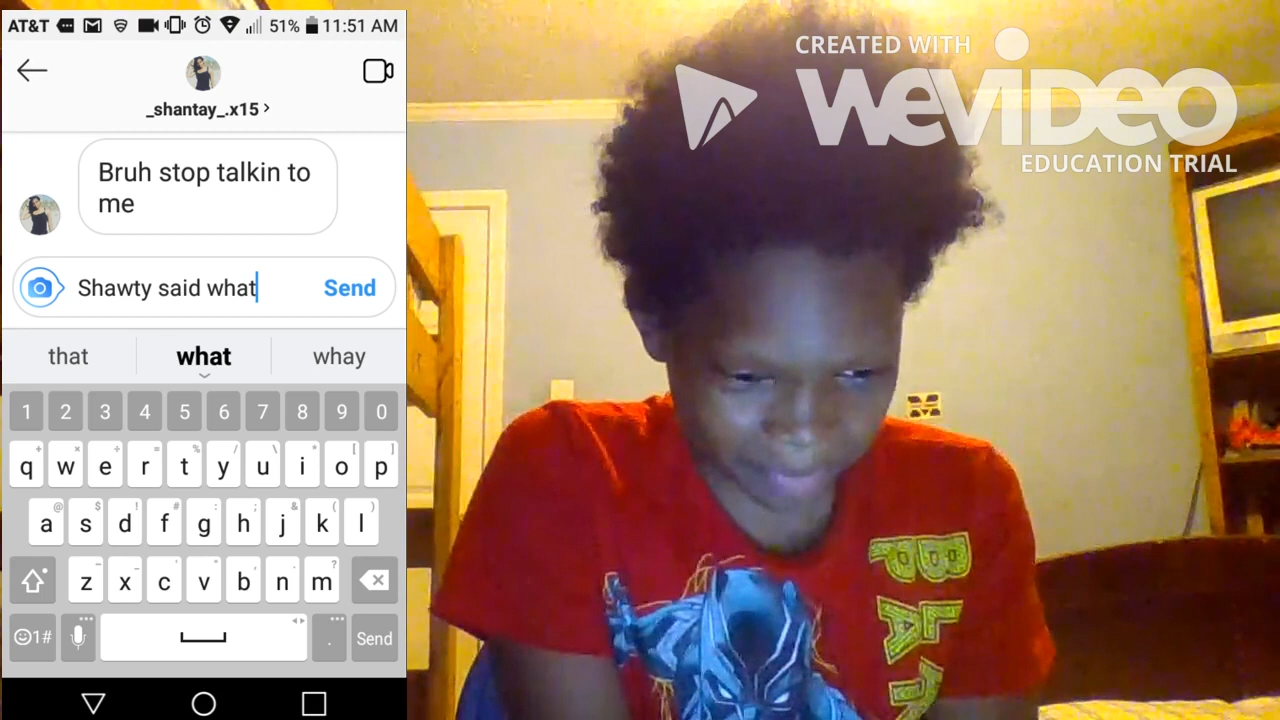 AT&T 51% 11:51 AM
_shantay_.x15 >
Bruh stop talkin to
me
Shawty said what Send
that what whay
1 2 3 4 5 6 7 8 9 0
q w e r t y u i o p
a s d f g h j k l
z x c v b n m
1# . Send
CREATED WITH
WEVIDEO
EDUCATION TRIAL